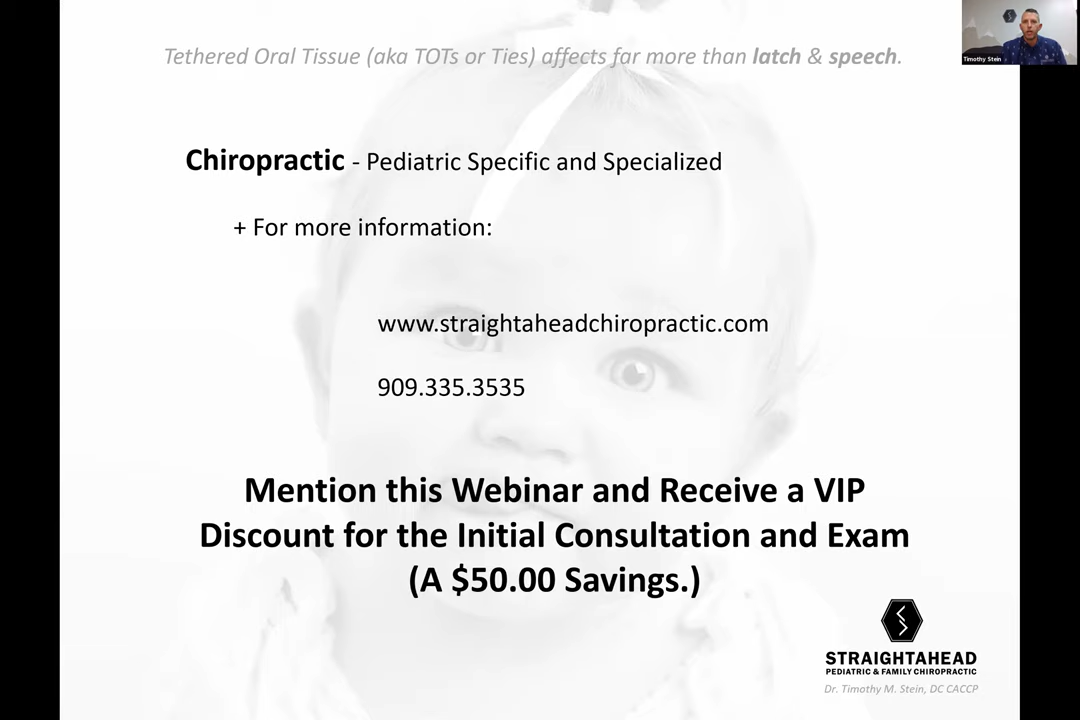 Tethered Oral Tissue (aka TOTs or Ties) affects far more than latch & speech.
Timothy Stein
Chiropractic - Pediatric Specific and Specialized
+ For more information:
www.straightaheadchiropractic.com
909.335.3535
Mention this Webinar and Receive a VIP
Discount for the Initial Consultation and Exam
(A $50.00 Savings.)
STRAIGHTAHEAD
PEDIATRIC & FAMILY CHIROPRACTIC
Dr. Timothy M. Stein, DC CACCP